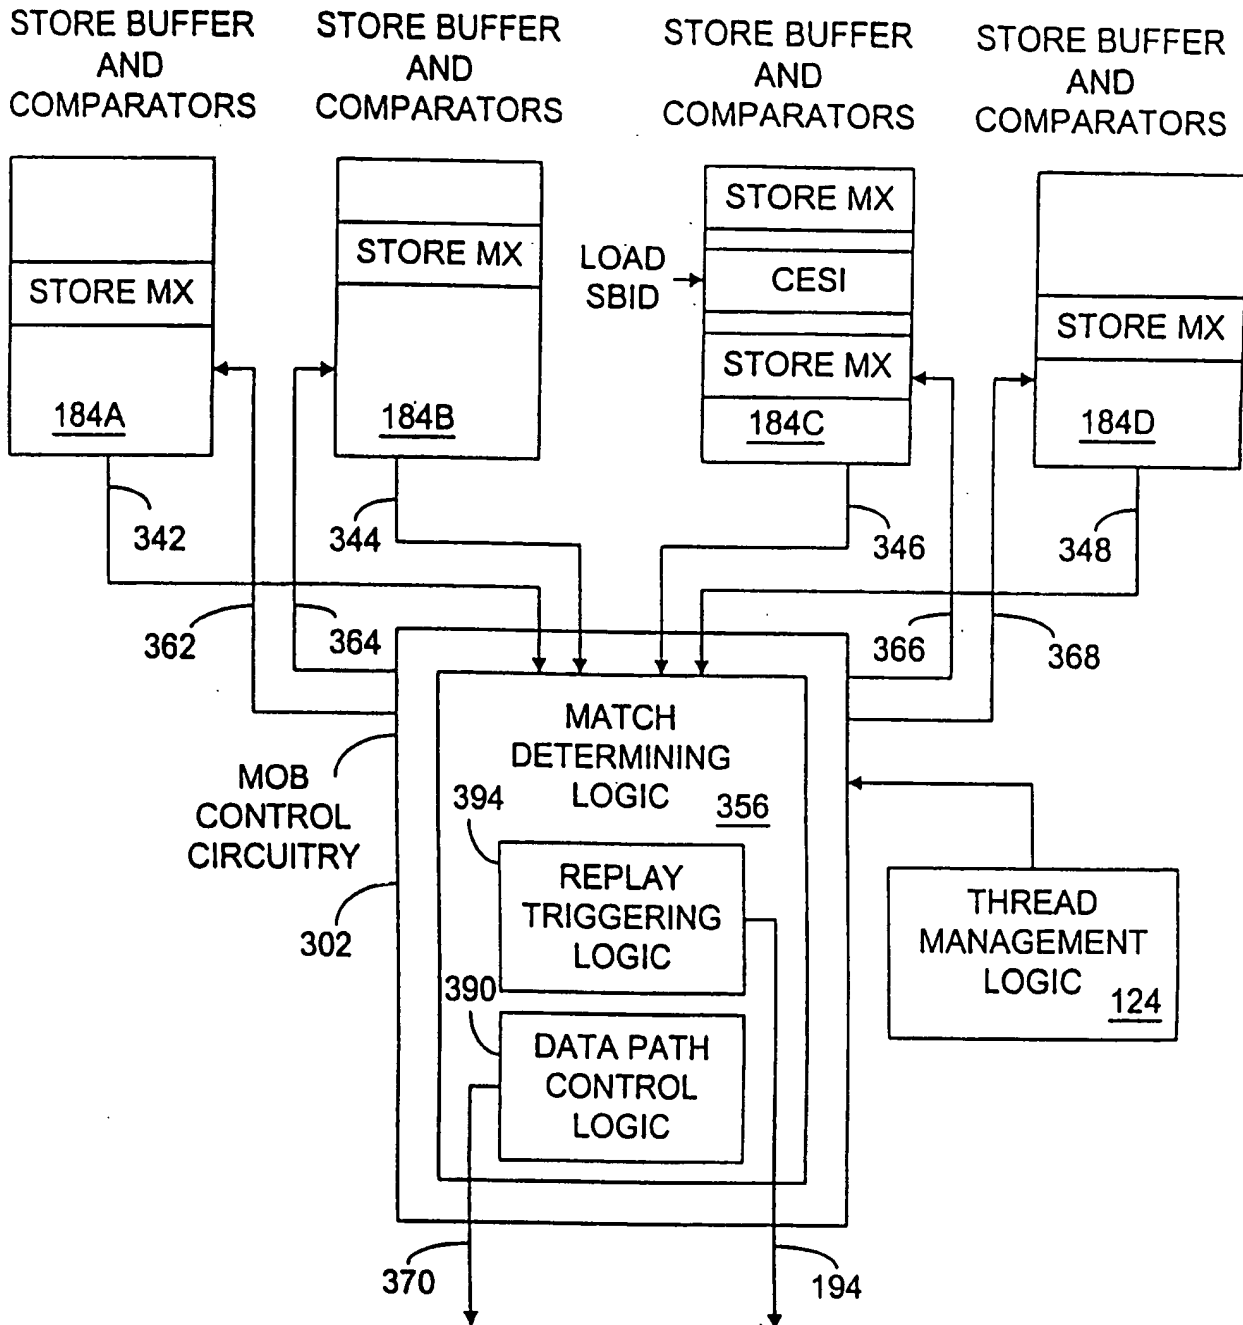 STORE BUFFER
AND
COMPARATORS
STORE BUFFER
AND
COMPARATORS
STORE BUFFER
AND
COMPARATORS
STORE BUFFER
AND
COMPARATORS
STORE MX
184A
STORE MX
184B
LOAD
SBID
STORE MX
CESI
STORE MX
184C
STORE MX
184D
342
344
346
348
362
364
366
368
MOB
CONTROL
CIRCUITRY
302
MATCH
DETERMINING
LOGIC
356
394
REPLAY
TRIGGERING
LOGIC
390
DATA PATH
CONTROL
LOGIC
THREAD
MANAGEMENT
LOGIC
124
370
194